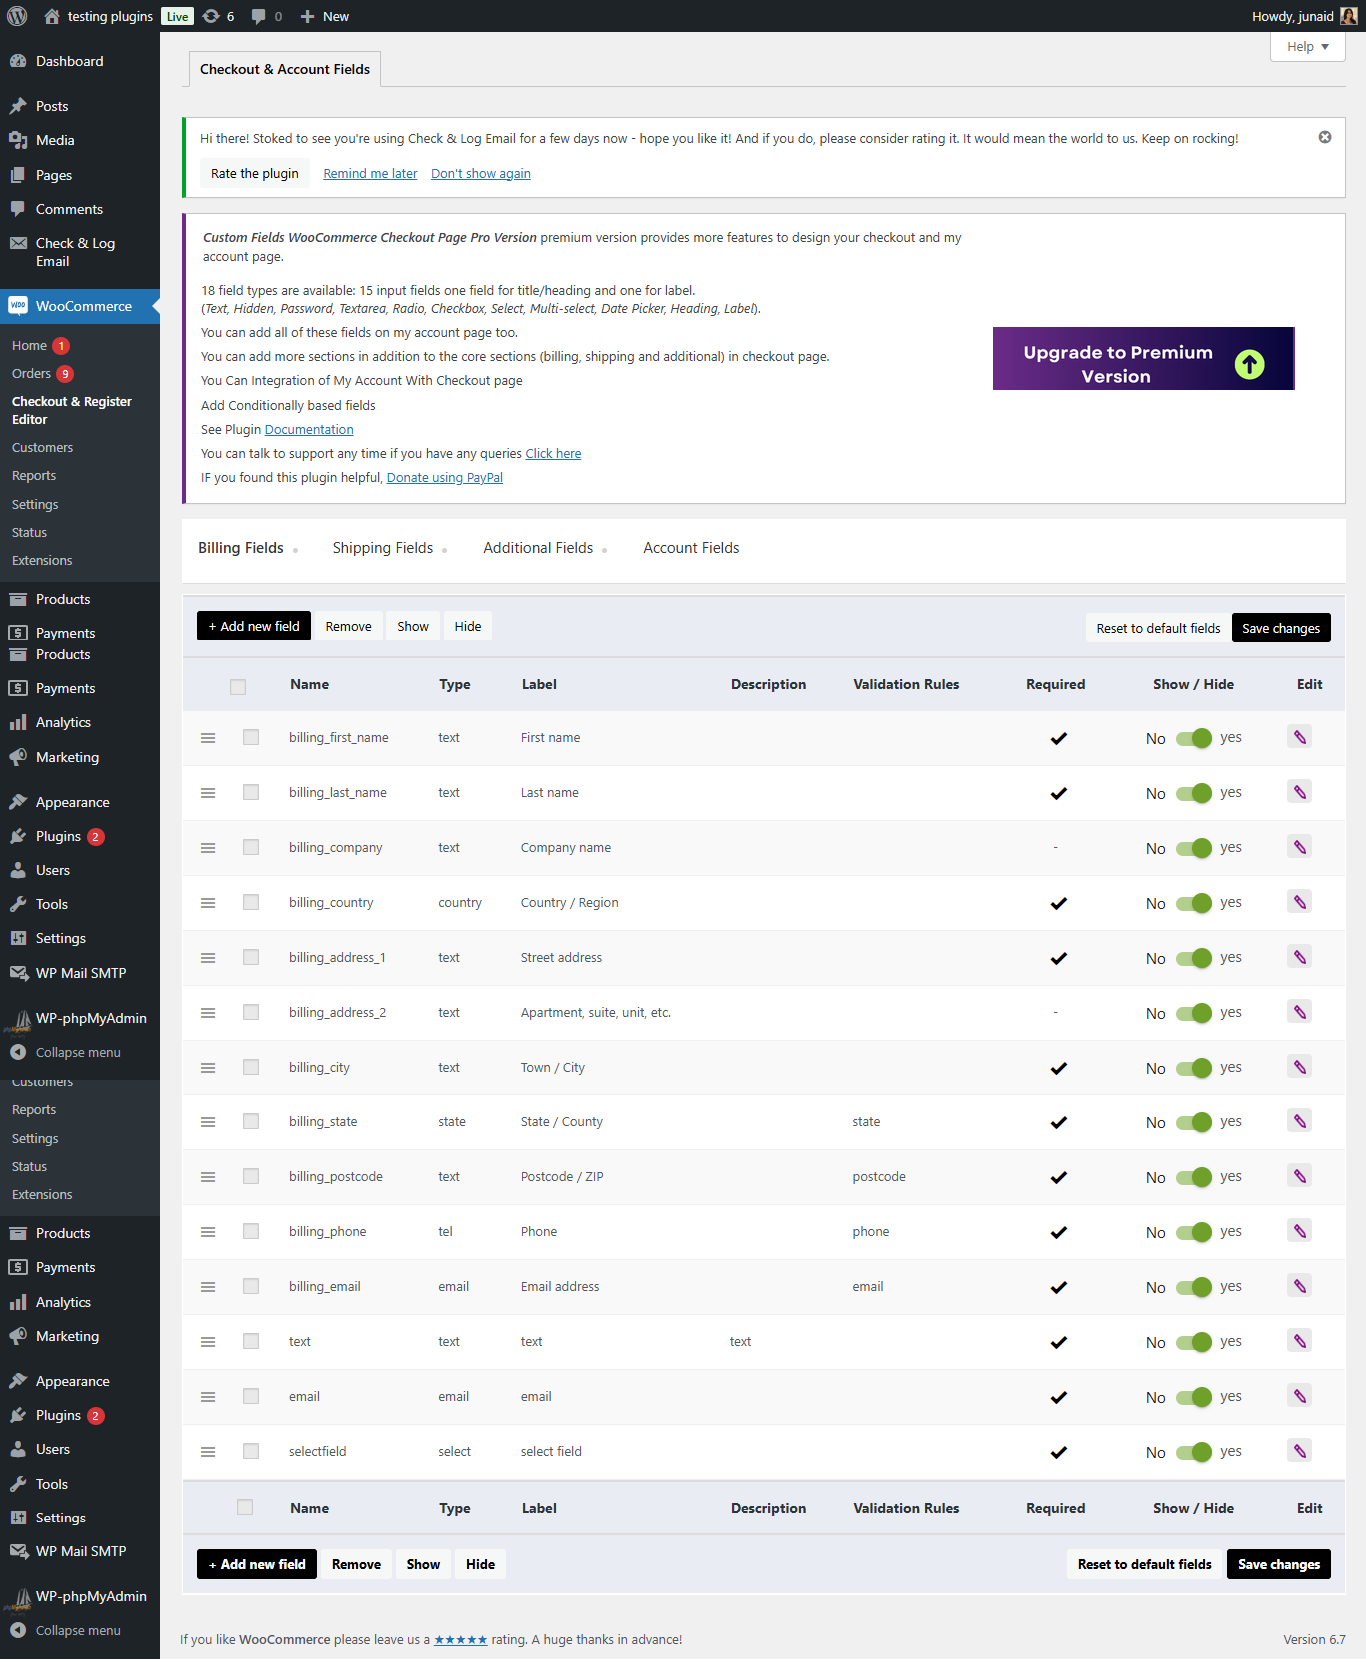 testing plugins Live 6 0 New Howdy, junaid
Help
Dashboard
Posts
Media
Pages
Comments
Check & Log
Email
WooCommerce
Home 1
Orders 9
Checkout & Register
Editor
Customers
Reports
Settings
Status
Extensions
Products
Payments
Products
Payments
Analytics
Marketing
Appearance
Plugins 2
Users
Tools
Settings
WP Mail SMTP
WP-phpMyAdmin
Collapse menu
Customers
Reports
Settings
Status
Extensions
Products
Payments
Analytics
Marketing
Appearance
Plugins 2
Users
Tools
Settings
WP Mail SMTP
WP-phpMyAdmin
Collapse menu
Checkout & Account Fields
Hi there! Stoked to see you're using Check & Log Email for a few days now - hope you like it! And if you do, please consider rating it. It would mean the world to us. Keep on rocking!
Rate the plugin Remind me later Don't show again
Custom Fields WooCommerce Checkout Page Pro Version premium version provides more features to design your checkout and my
account page.
18 field types are available: 15 input fields one field for title/heading and one for label.
(Text, Hidden, Password, Textarea, Radio, Checkbox, Select, Multi-select, Date Picker, Heading, Label).
You can add all of these fields on my account page too.
You can add more sections in addition to the core sections (billing, shipping and additional) in checkout page.
You Can Integration of My Account With Checkout page
Add Conditionally based fields
See Plugin Documentation
You can talk to support any time if you have any queries Click here
IF you found this plugin helpful, Donate using PayPal
Upgrade to Premium
Version
Billing Fields Shipping Fields Additional Fields Account Fields
+ Add new field Remove Show Hide Reset to default fields Save changes
Name Type Label Description Validation Rules Required Show / Hide Edit
billing_first_name text First name No yes
billing_last_name text Last name No yes
billing_company text Company name - No yes
billing_country country Country / Region No yes
billing_address_1 text Street address No yes
billing_address_2 text Apartment, suite, unit, etc. - No yes
billing_city text Town / City No yes
billing_state state State / County state No yes
billing_postcode text Postcode / ZIP postcode No yes
billing_phone tel Phone phone No yes
billing_email email Email address email No yes
text text text text No yes
email email email No yes
selectfield select select field No yes
Name Type Label Description Validation Rules Required Show / Hide Edit
+ Add new field Remove Show Hide Reset to default fields Save changes
If you like WooCommerce please leave us a ★★★★★ rating. A huge thanks in advance! Version 6.7